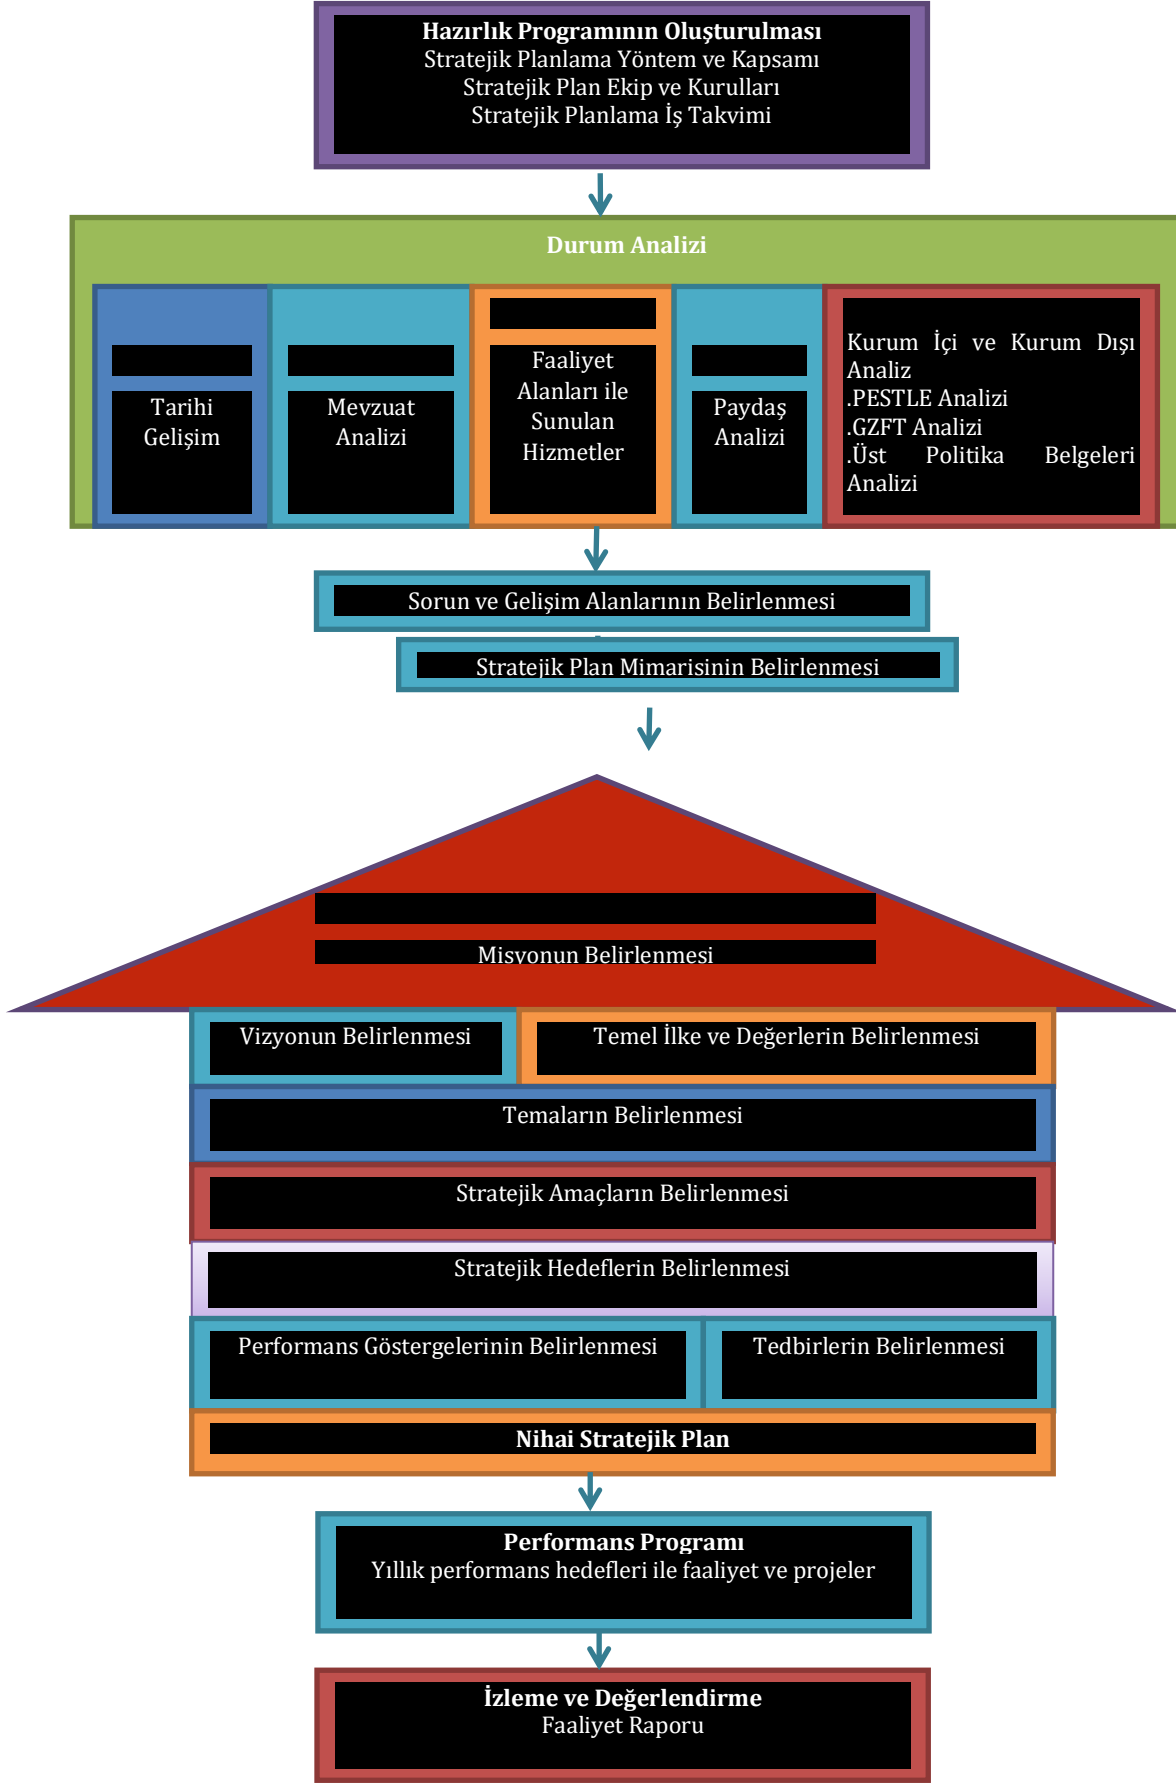 Hazırlık Programının Oluşturulması
Stratejik Planlama Yöntem ve Kapsamı
Stratejik Plan Ekip ve Kurulları
Stratejik Planlama İş Takvimi
Durum Analizi
Tarihi
Gelişim
Mevzuat
Analizi
Faaliyet
Alanları ile
Sunulan
Hizmetler
Paydaş
Analizi
Kurum İçi ve Kurum Dışı
Analiz
.PESTLE Analizi
.GZFT Analizi
.Üst Politika Belgeleri
Analizi
Sorun ve Gelişim Alanlarının Belirlenmesi
Stratejik Plan Mimarisinin Belirlenmesi
Misyonun Belirlenmesi
Vizyonun Belirlenmesi
Temel İlke ve Değerlerin Belirlenmesi
Temaların Belirlenmesi
Stratejik Amaçların Belirlenmesi
Stratejik Hedeflerin Belirlenmesi
Performans Göstergelerinin Belirlenmesi
Tedbirlerin Belirlenmesi
Nihai Stratejik Plan
Performans Programı
Yıllık performans hedefleri ile faaliyet ve projeler
İzleme ve Değerlendirme
Faaliyet Raporu